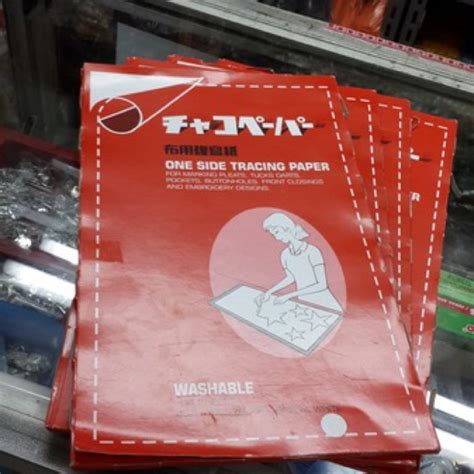 チャコペーパー
布用複写紙
ONE SIDE TRACING PAPER
FOR MARKING PLEATS, TUCKS DARTS,
POCKETS, BUTTONHOLES, FRONT CLOSINGS
AND EMBROIDERY DESIGNS.
WASHABLE
PAPER